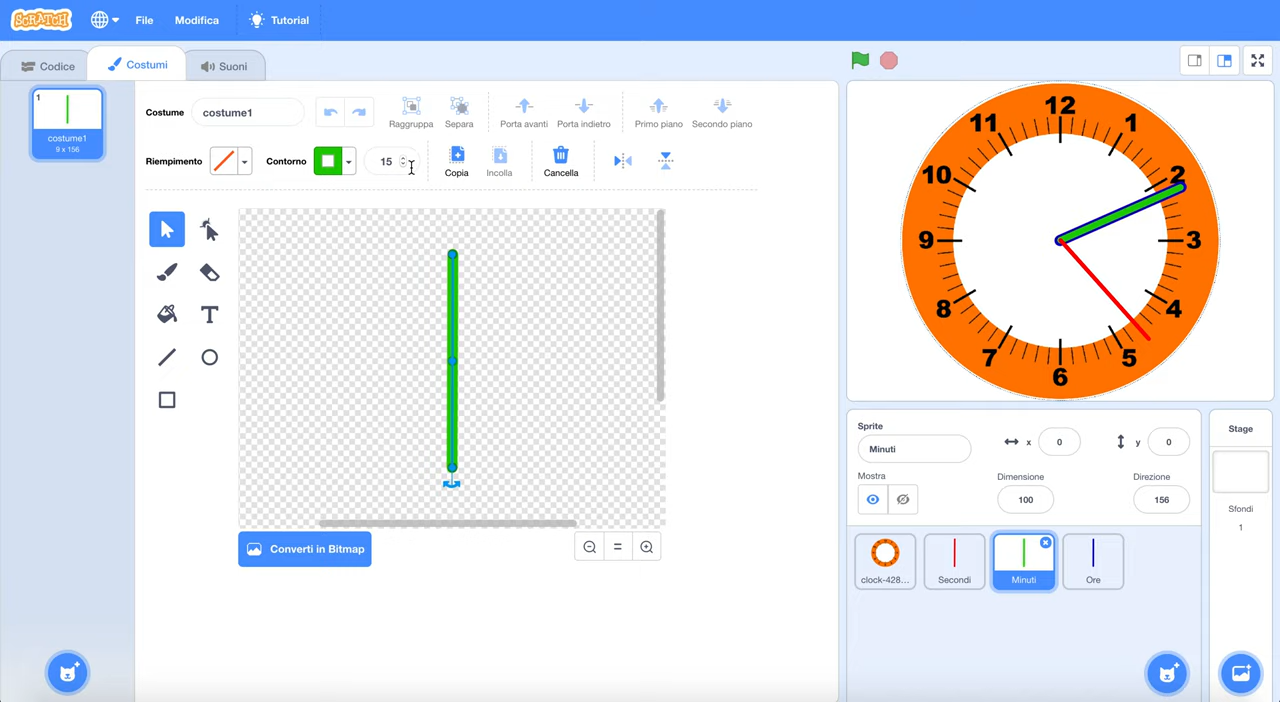 SCRATCH
File
Modifica
Tutorial
Codice
Costumi
Suoni
1
costume1
9 x 156
Costume
costume1
Raggruppa
Separa
Porta avanti
Porta indietro
Primo piano
Secondo piano
Riempimento
Contorno
15
Copia
Incolla
Cancella
Converti in Bitmap
12
1
2
3
4
5
6
7
8
9
10
11
Sprite
Minuti
x
0
y
0
Mostra
Dimensione
100
Direzione
156
clock-428...
Secondi
Minuti
Ore
Stage
Sfondi
1